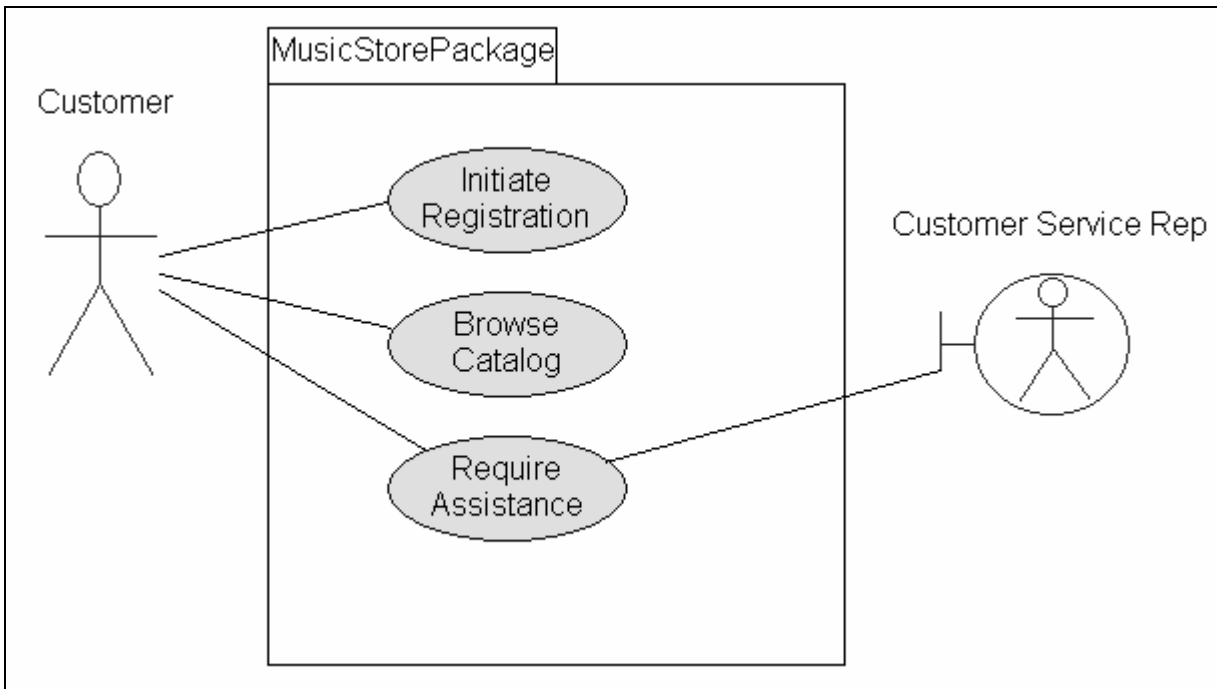 MusicStorePackage
Customer
Initiate
Registration
Customer Service Rep
Browse
Catalog
Require
Assistance